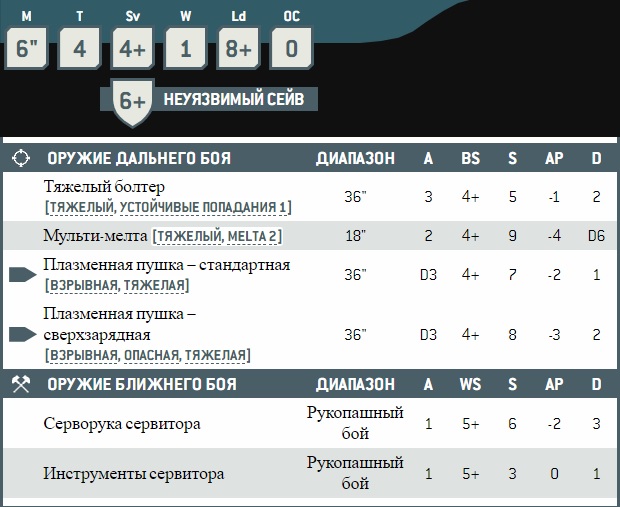 M T Sv W Ld OC
6" 4 4+ 1 8+ 0
6+ НЕУЯЗВИМЫЙ СЕЙВ
ОРУЖИЕ ДАЛЬНЕГО БОЯ ДИАПАЗОН A BS S AP D
Тяжелый болтер
[ТЯЖЕЛЫЙ, УСТОЙЧИВЫЕ ПОПАДАНИЯ 1] 36" 3 4+ 5 -1 2
Мульти-мелта [ТЯЖЕЛЫЙ, MELTA 2] 18" 2 4+ 9 -4 D6
Плазменная пушка – стандартная
[ВЗРЫВНАЯ, ТЯЖЕЛАЯ] 36" D3 4+ 7 -2 1
Плазменная пушка –
сверхзарядная 36" D3 4+ 8 -3 2
[ВЗРЫВНАЯ, ОПАСНАЯ, ТЯЖЕЛАЯ]
ОРУЖИЕ БЛИЖНЕГО БОЯ ДИАПАЗОН A WS S AP D
Серворука сервитора Рукопашный
бой 1 5+ 6 -2 3
Инструменты сервитора Рукопашный
бой 1 5+ 3 0 1